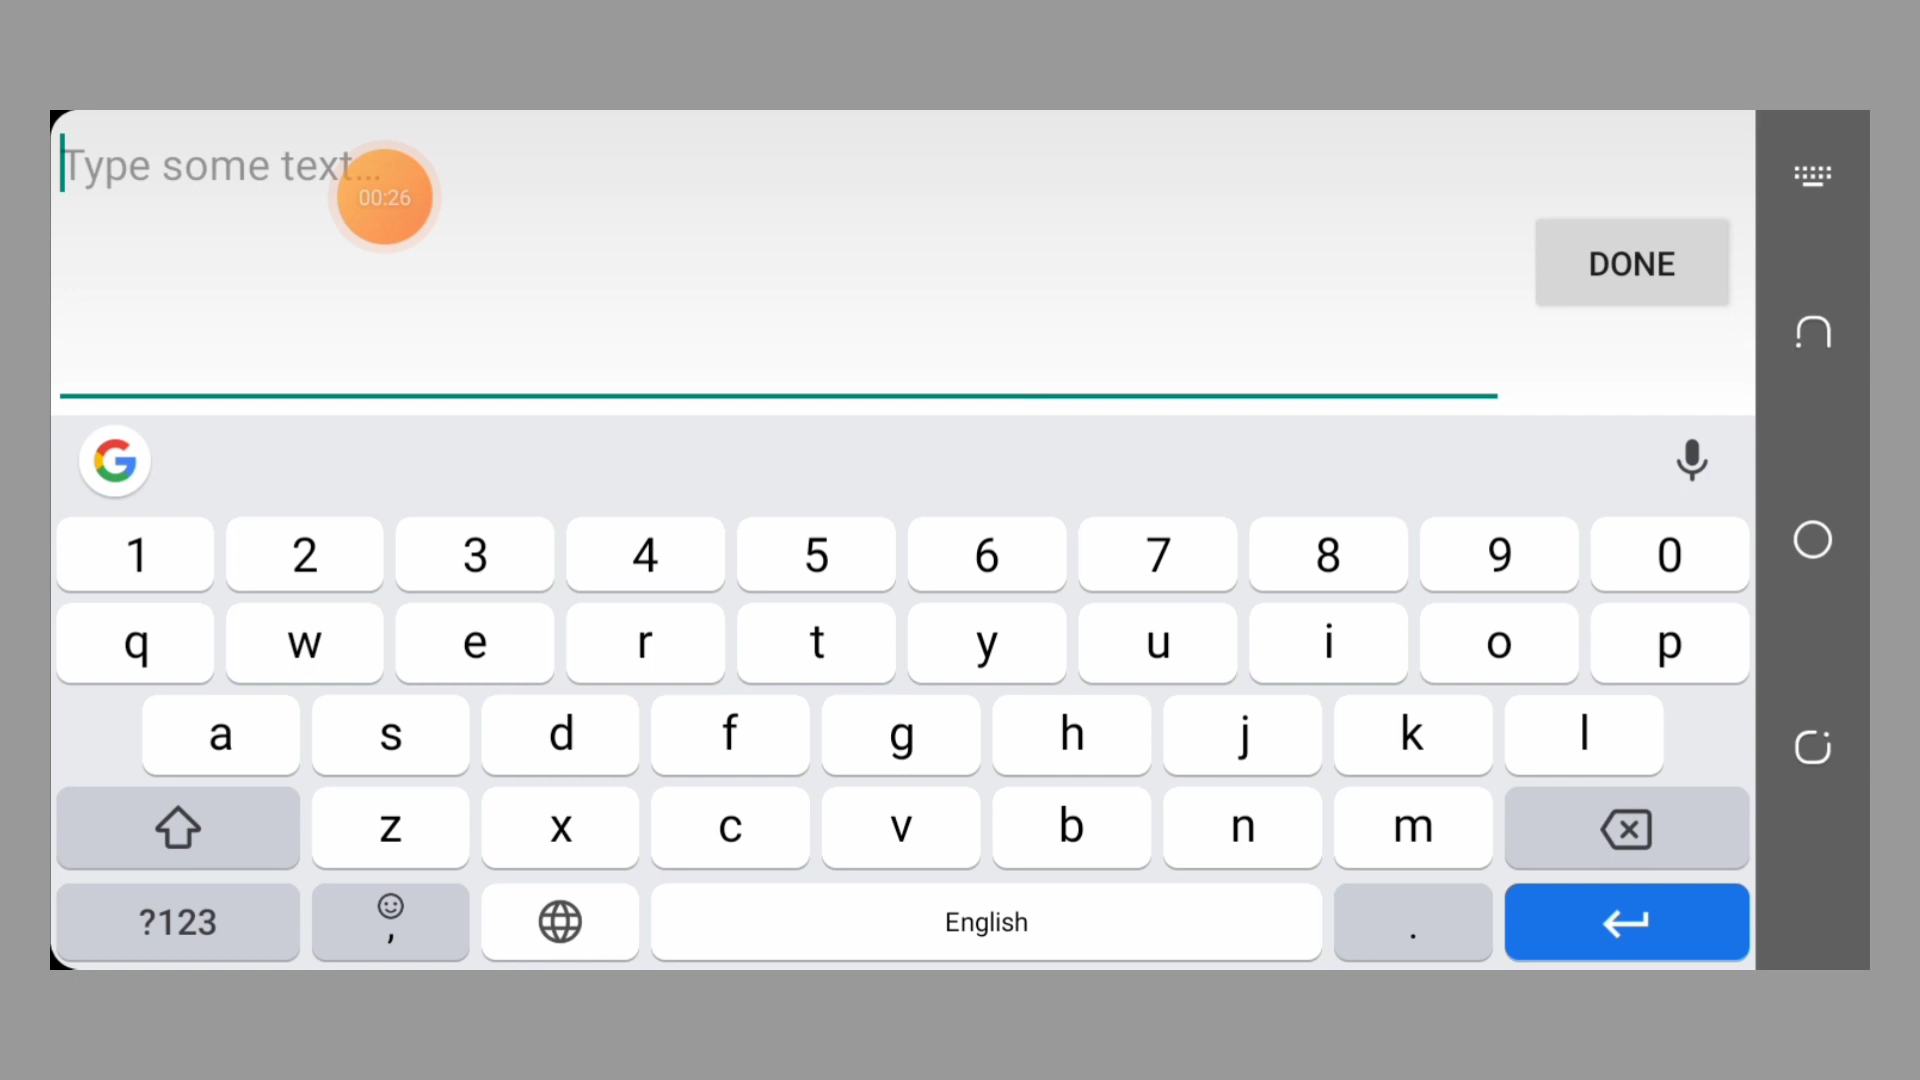 Type some text...
00:26
DONE
G
1 2 3 4 5 6 7 8 9 0
q w e r t y u i o p
a s d f g h j k l
z x c v b n m
?123 , English .